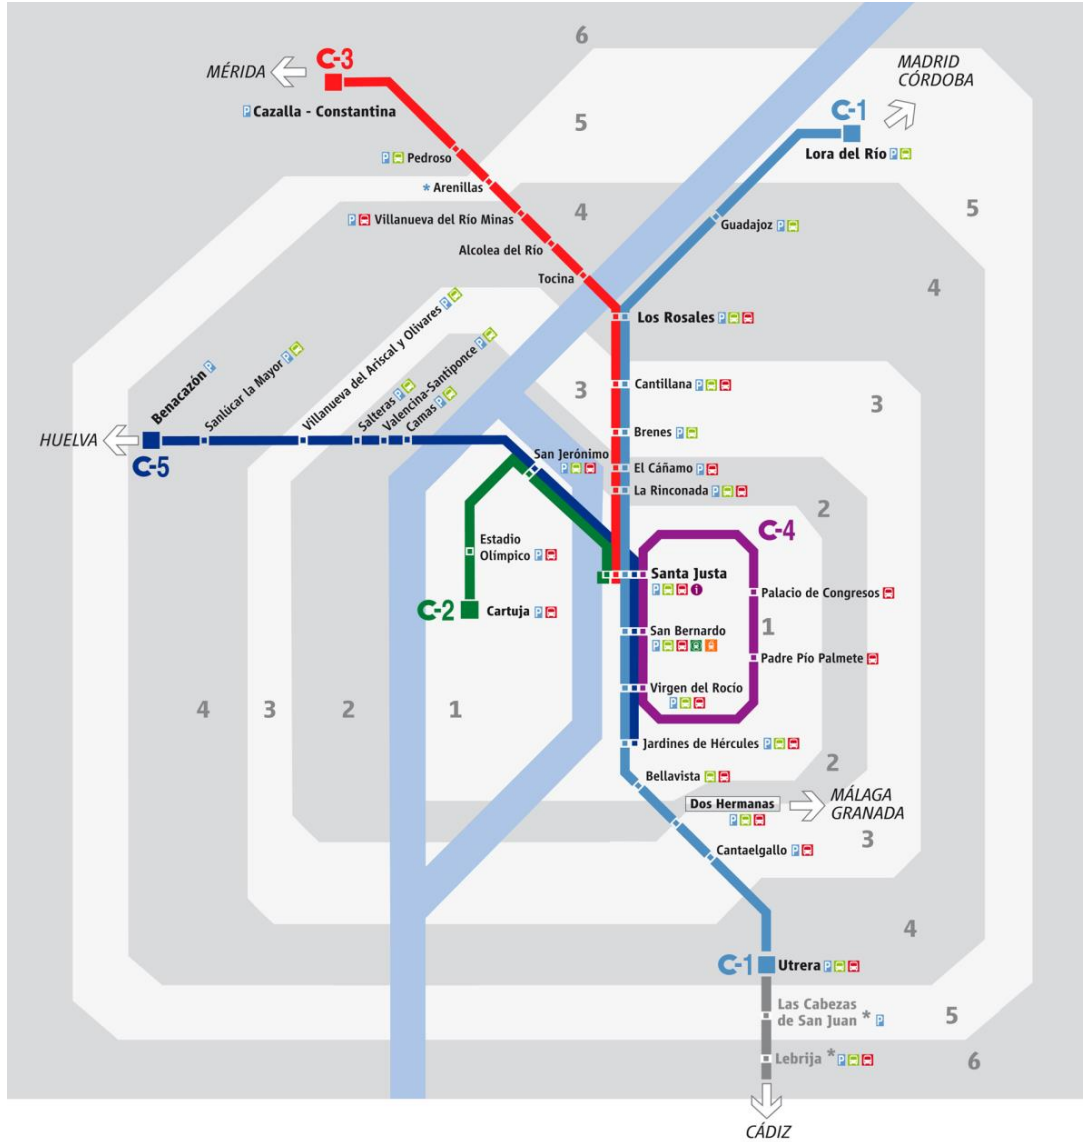 6
C-3
MÉRIDA
MADRID
CÓRDOBA
C-1
Cazalla - Constantina
5
P Pedroso
Lora del Río P
* Arenillas
4
5
P Villanueva del Río Minas
Guadajoz P
Alcolea del Río
Tocina
4
Los Rosales P
Villanueva del Ariscal y Olivares P
Sanlúcar la Mayor P
Benacazón P
Salteras P
Valencina-Santiponce P
Camas P
3
Cantillana P
3
Brenes P
HUELVA
C-5
San Jerónimo
P
El Cáñamo P
La Rinconada P
2
C-4
Estadio
Olímpico P
Santa Justa
P i
Palacio de Congresos
C-2
Cartuja P
San Bernardo
P
1
Padre Pío Palmete
Virgen del Rocío
P
4
3
2
1
Jardines de Hércules P
2
Bellavista
Dos Hermanas
P
MÁLAGA
GRANADA
3
Cantaelgallo P
4
C-1
Utrera P
Las Cabezas
de San Juan * P
5
Lebrija * P
6
CÁDIZ